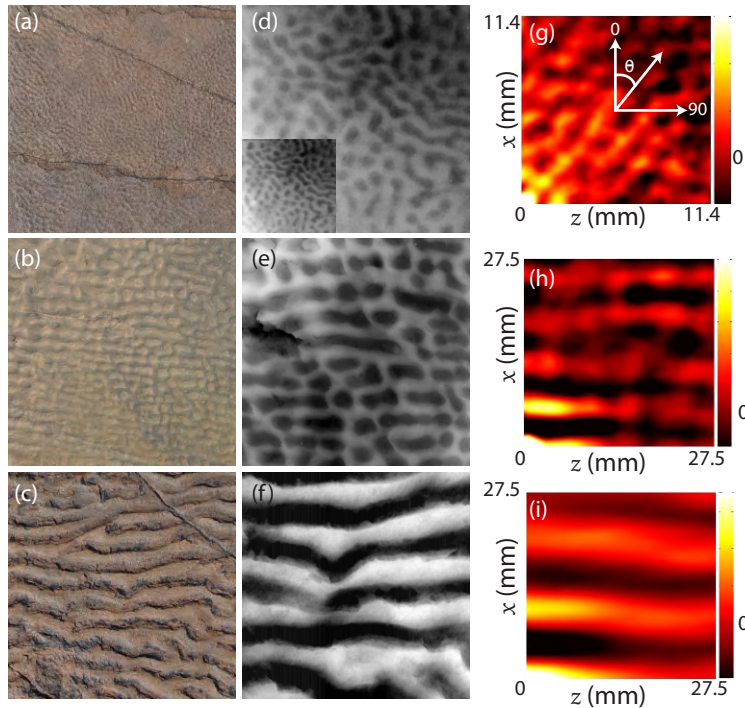 (a)
(d)
(g)
11.4
0
θ
90
x (mm)
0
0
z (mm)
11.4
(b)
(e)
(h)
27.5
x (mm)
0
0
z (mm)
27.5
(c)
(f)
(i)
27.5
x (mm)
0
0
z (mm)
27.5